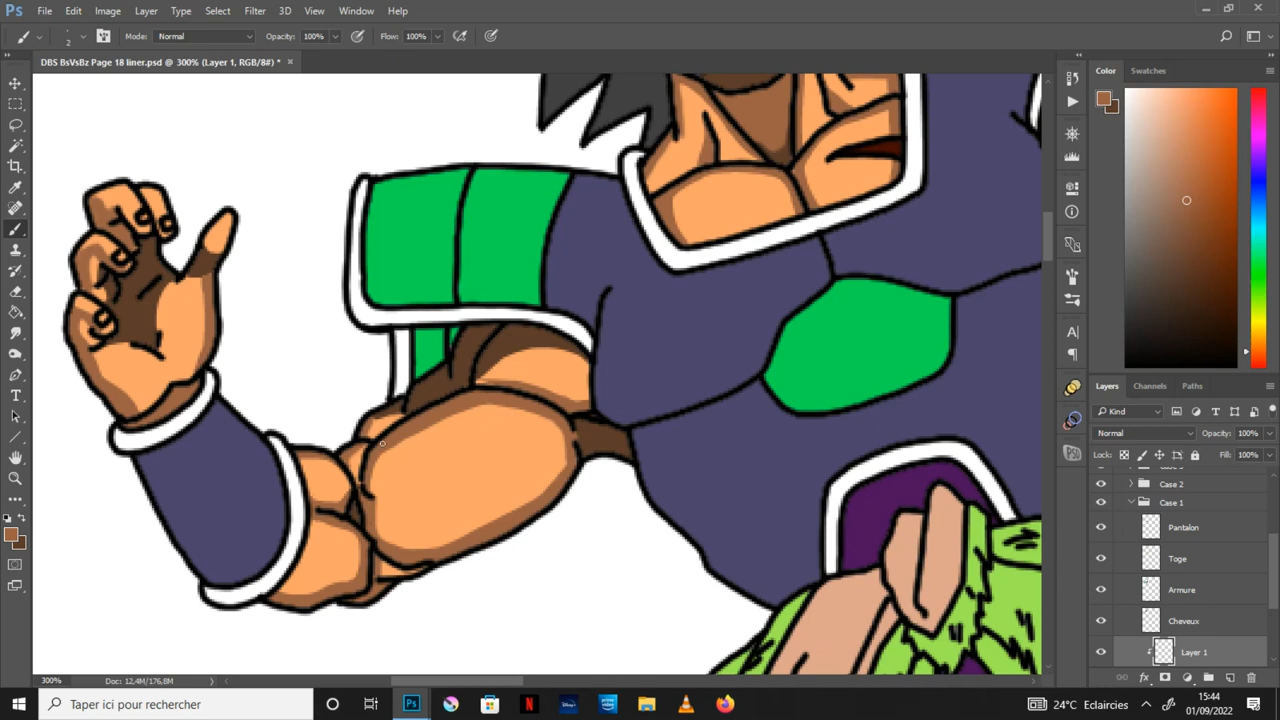 Ps File Edit Image Layer Type Select Filter 3D View Window Help
2 Mode: Normal Opacity: 100% Flow: 100%
DBS BsVsBz Page 18 liner.psd @ 300% (Layer 1, RGB/8#) *
Color Swatches
Layers Channels Paths
Kind
Normal Opacity: 100%
Lock: Fill: 100%
Case 2
Case 1
Pantalon
Toge
Armure
Cheveux
Layer 1
300% Doc: 12,4M/176,8M
Taper ici pour rechercher
24°C Eclaircies
15:44
01/09/2022